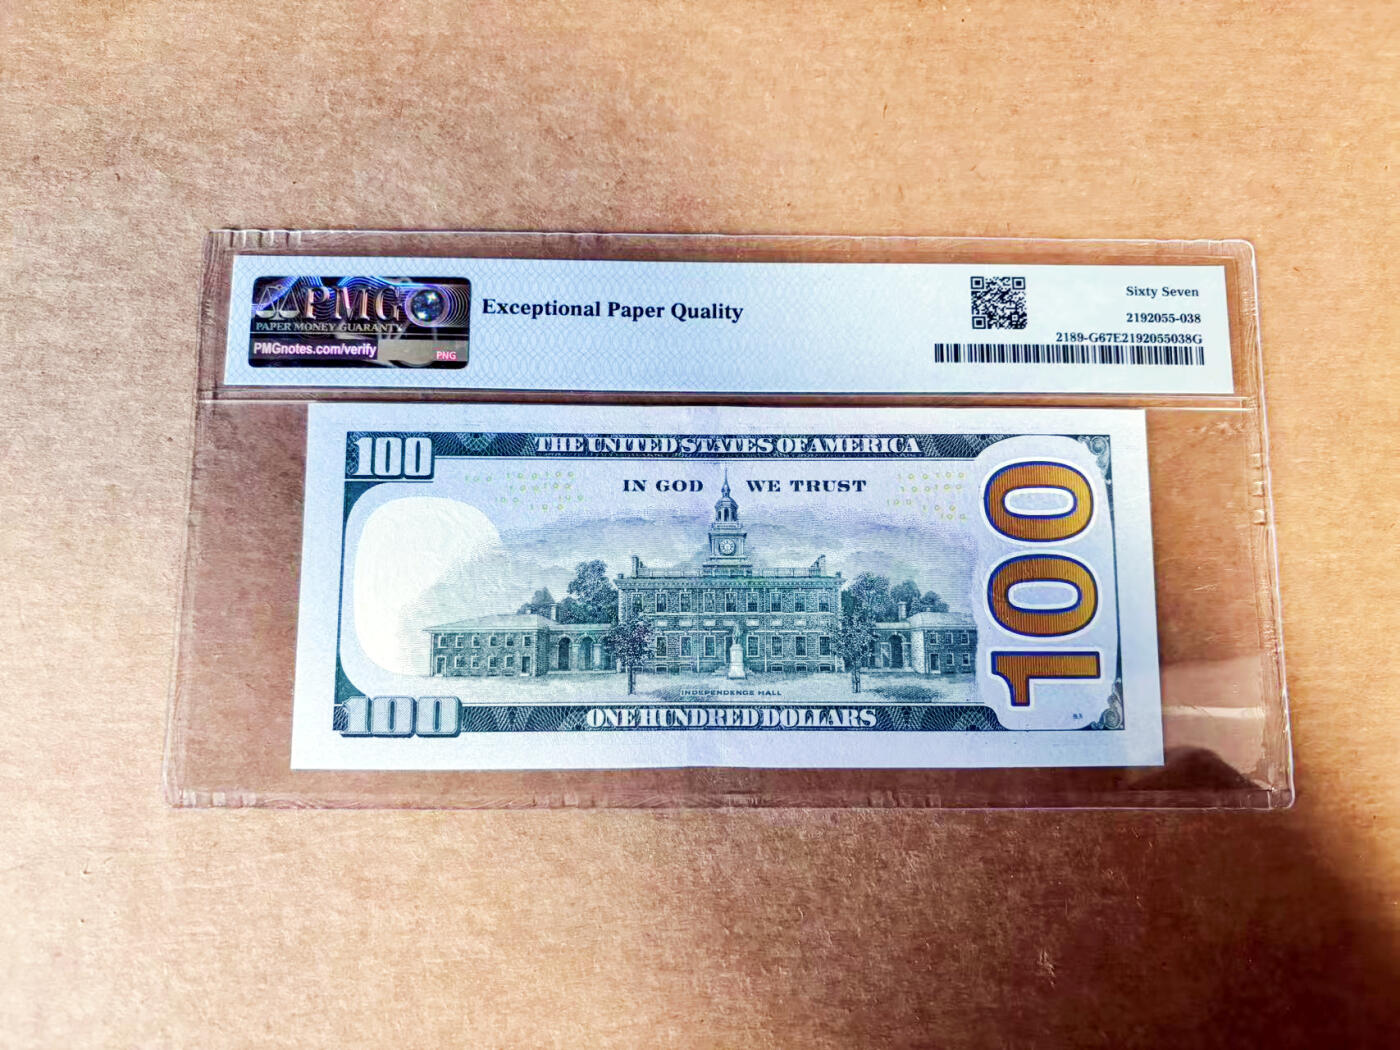 PMG
PAPER MONEY GUARANTY
PMGnotes.com/verify
PNG
Exceptional Paper Quality
Sixty Seven
2192055-038
2189-G67E2192055038G
100
THE UNITED STATES OF AMERICA
IN GOD WE TRUST
100
INDEPENDENCE HALL
100
ONE HUNDRED DOLLARS